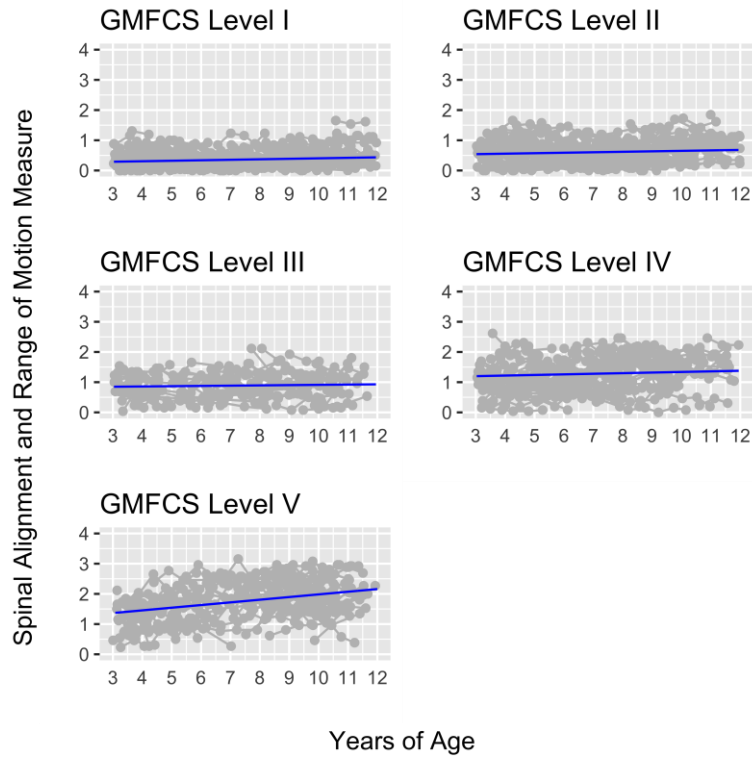 GMFCS Level I
4
3
2
1
0
3 4 5 6 7 8 9 10 11 12
GMFCS Level II
4
3
2
1
0
3 4 5 6 7 8 9 10 11 12
GMFCS Level III
4
3
2
1
0
3 4 5 6 7 8 9 10 11 12
GMFCS Level IV
4
3
2
1
0
3 4 5 6 7 8 9 10 11 12
GMFCS Level V
4
3
2
1
0
3 4 5 6 7 8 9 10 11 12
Spinal Alignment and Range of Motion Measure
Years of Age